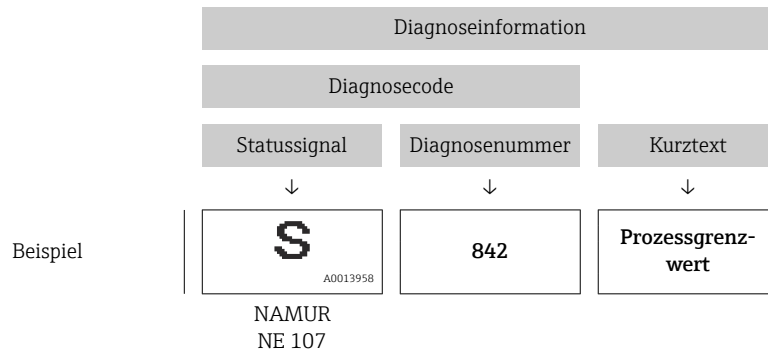 Diagnoseinformation
Diagnosecode
Statussignal Diagnosenummer Kurztext
↓ ↓ ↓
Beispiel S 842 Prozessgrenz-
wert
A0013958
NAMUR
NE 107